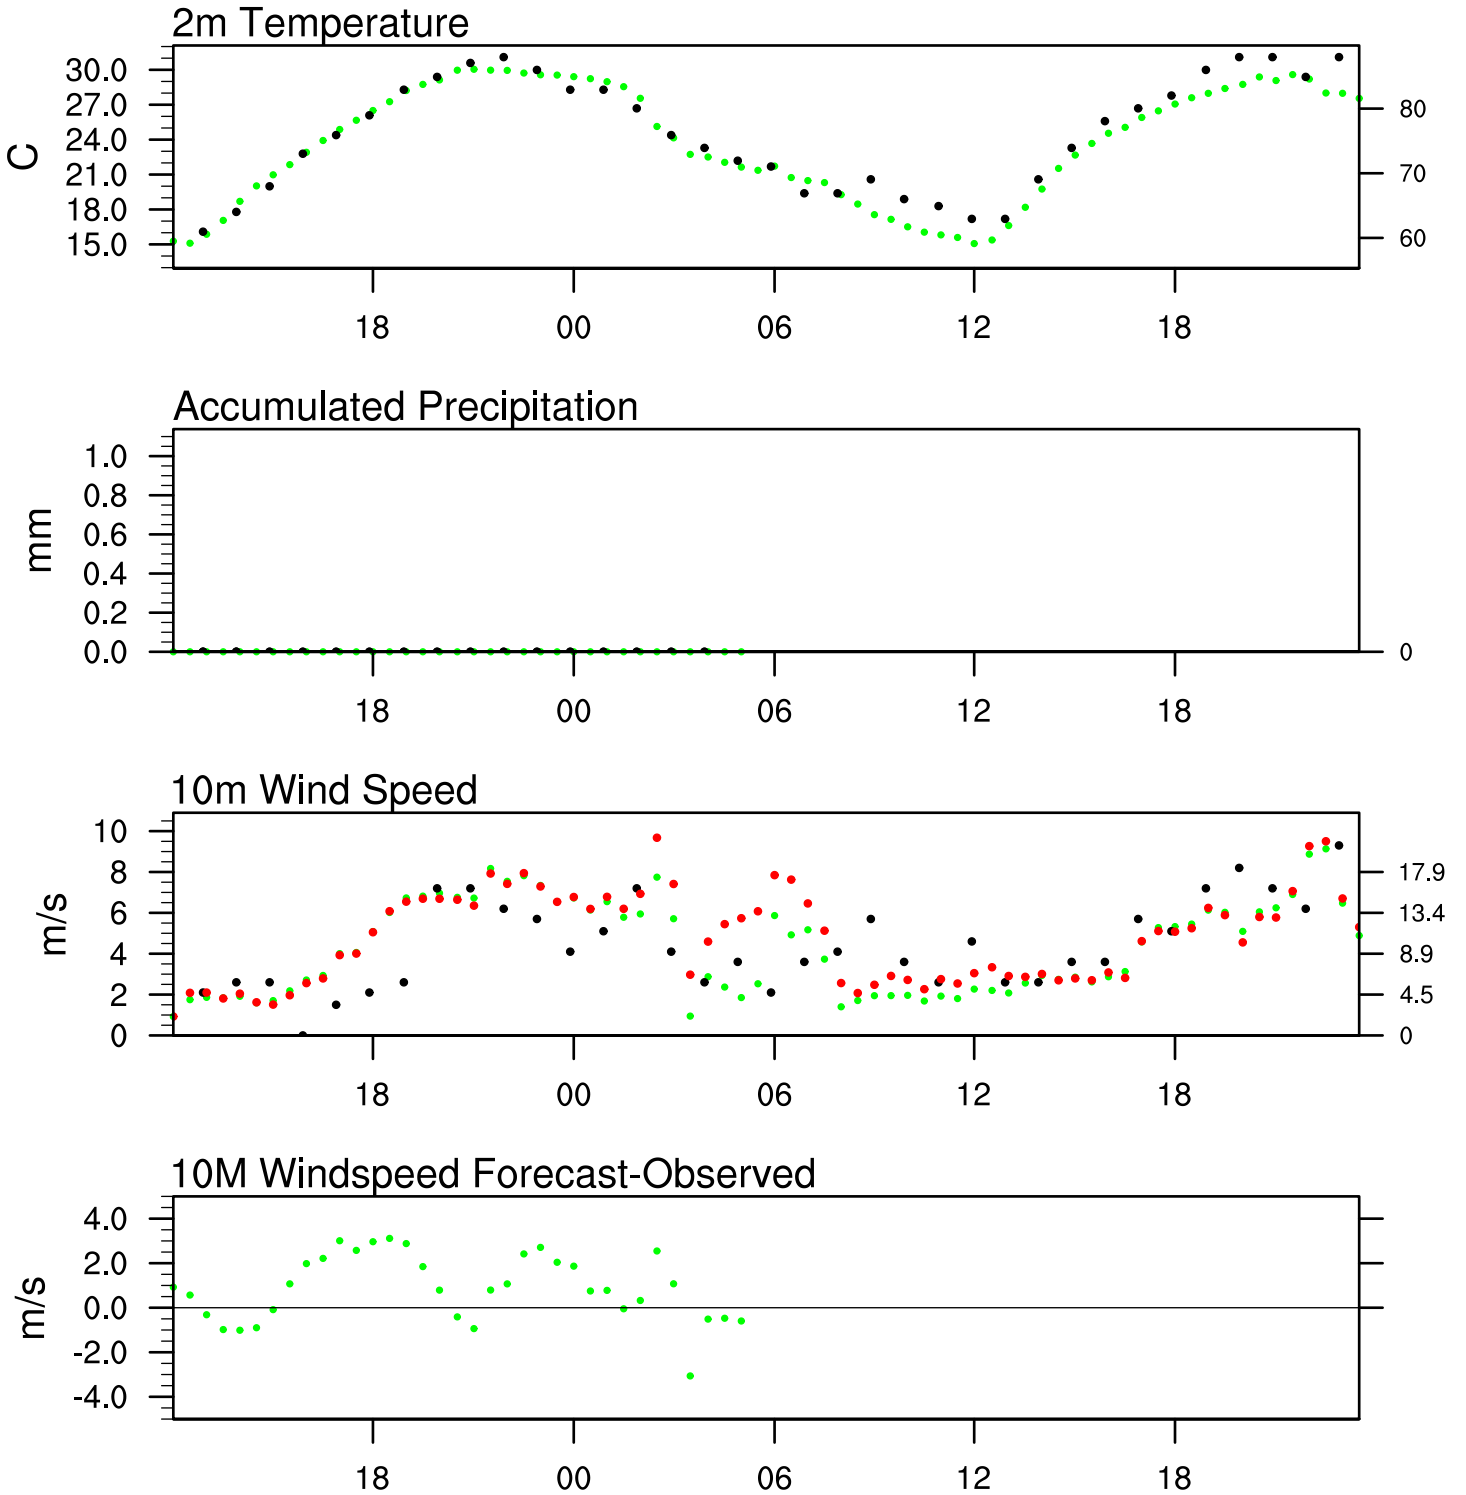 2m Temperature
30.0
27.0
80
24.0
C
21.0
70
18.0
15.0
60
18 00 06 12 18
Accumulated Precipitation
1.0
0.8
0.6
mm
0.4
0.2
0.0
0
18 00 06 12 18
10m Wind Speed
10
8
17.9
6
13.4
m/s
4
8.9
2
4.5
0
0
18 00 06 12 18
10M Windspeed Forecast-Observed
4.0
2.0
0.0
m/s
-2.0
-4.0
18 00 06 12 18